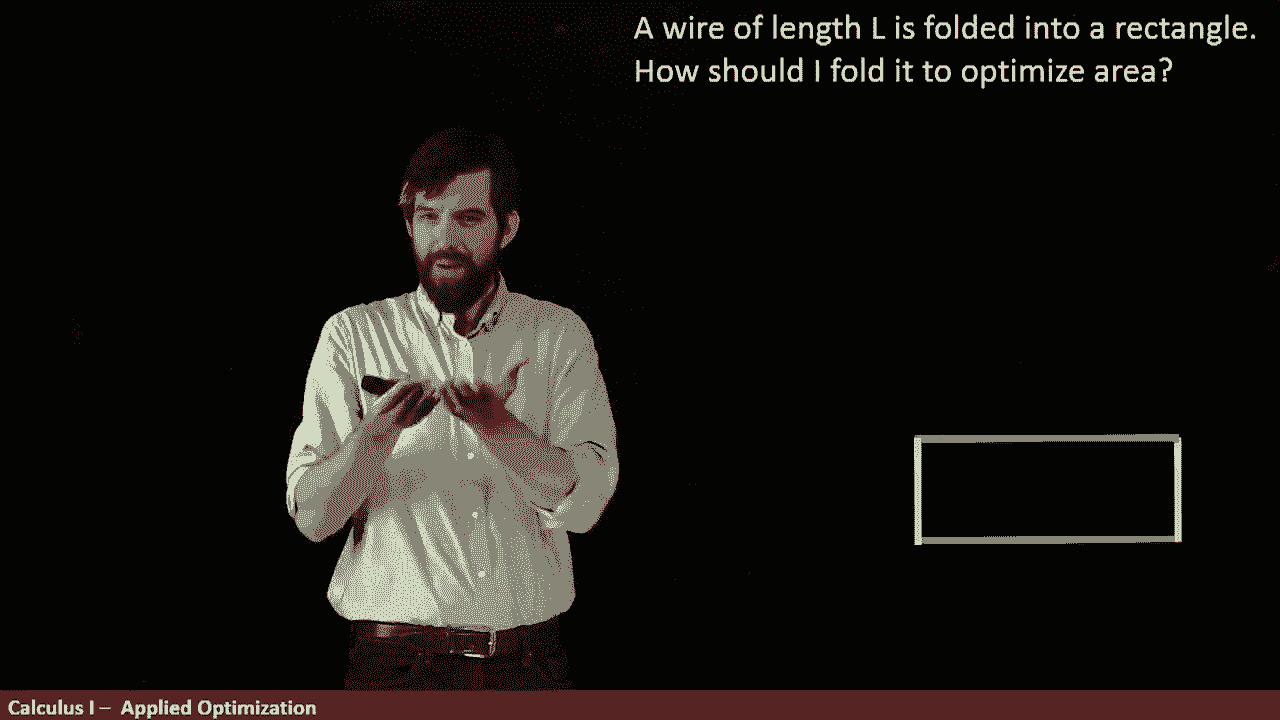 A wire of length L is folded into a rectangle.
How should I fold it to optimize area?
Calculus I – Applied Optimization